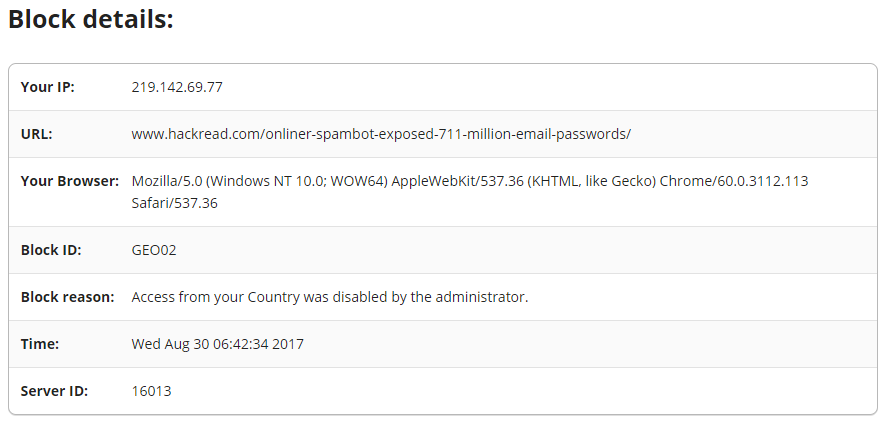 Block details:
Your IP: 219.142.69.77
URL: www.hackread.com/onliner-spambot-exposed-711-million-email-passwords/
Your Browser: Mozilla/5.0 (Windows NT 10.0; WOW64) AppleWebKit/537.36 (KHTML, like Gecko) Chrome/60.0.3112.113
Safari/537.36
Block ID: GEO02
Block reason: Access from your Country was disabled by the administrator.
Time: Wed Aug 30 06:42:34 2017
Server ID: 16013